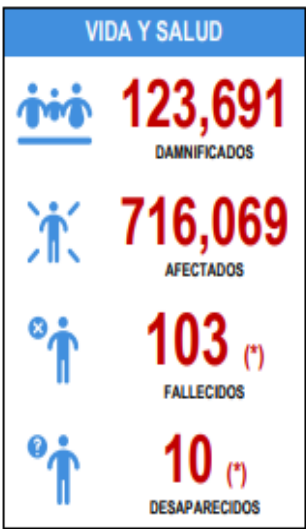 VIDA Y SALUD
123,691
DAMNIFICADOS
716,069
AFECTADOS
103 (*)
FALLECIDOS
10 (*)
DESAPARECIDOS